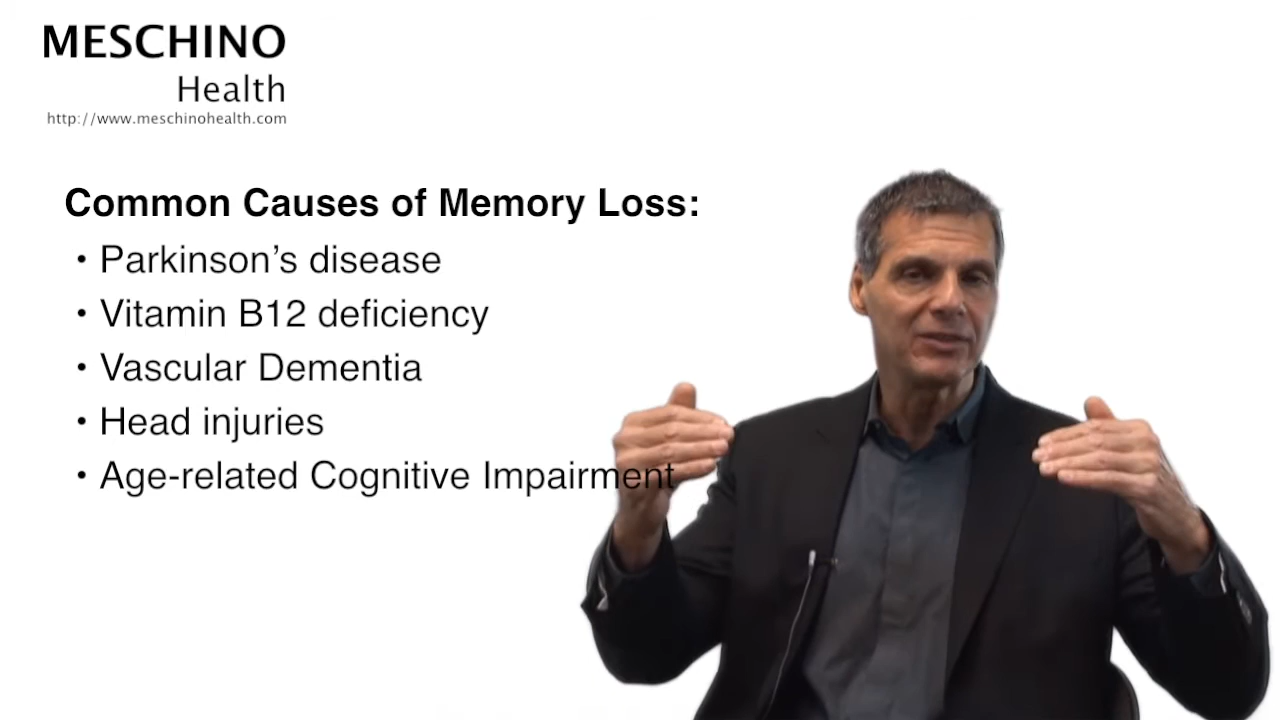 MESCHINO
Health
http://www.meschinohealth.com
Common Causes of Memory Loss:
• Parkinson’s disease
• Vitamin B12 deficiency
• Vascular Dementia
• Head injuries
• Age-related Cognitive Impairment